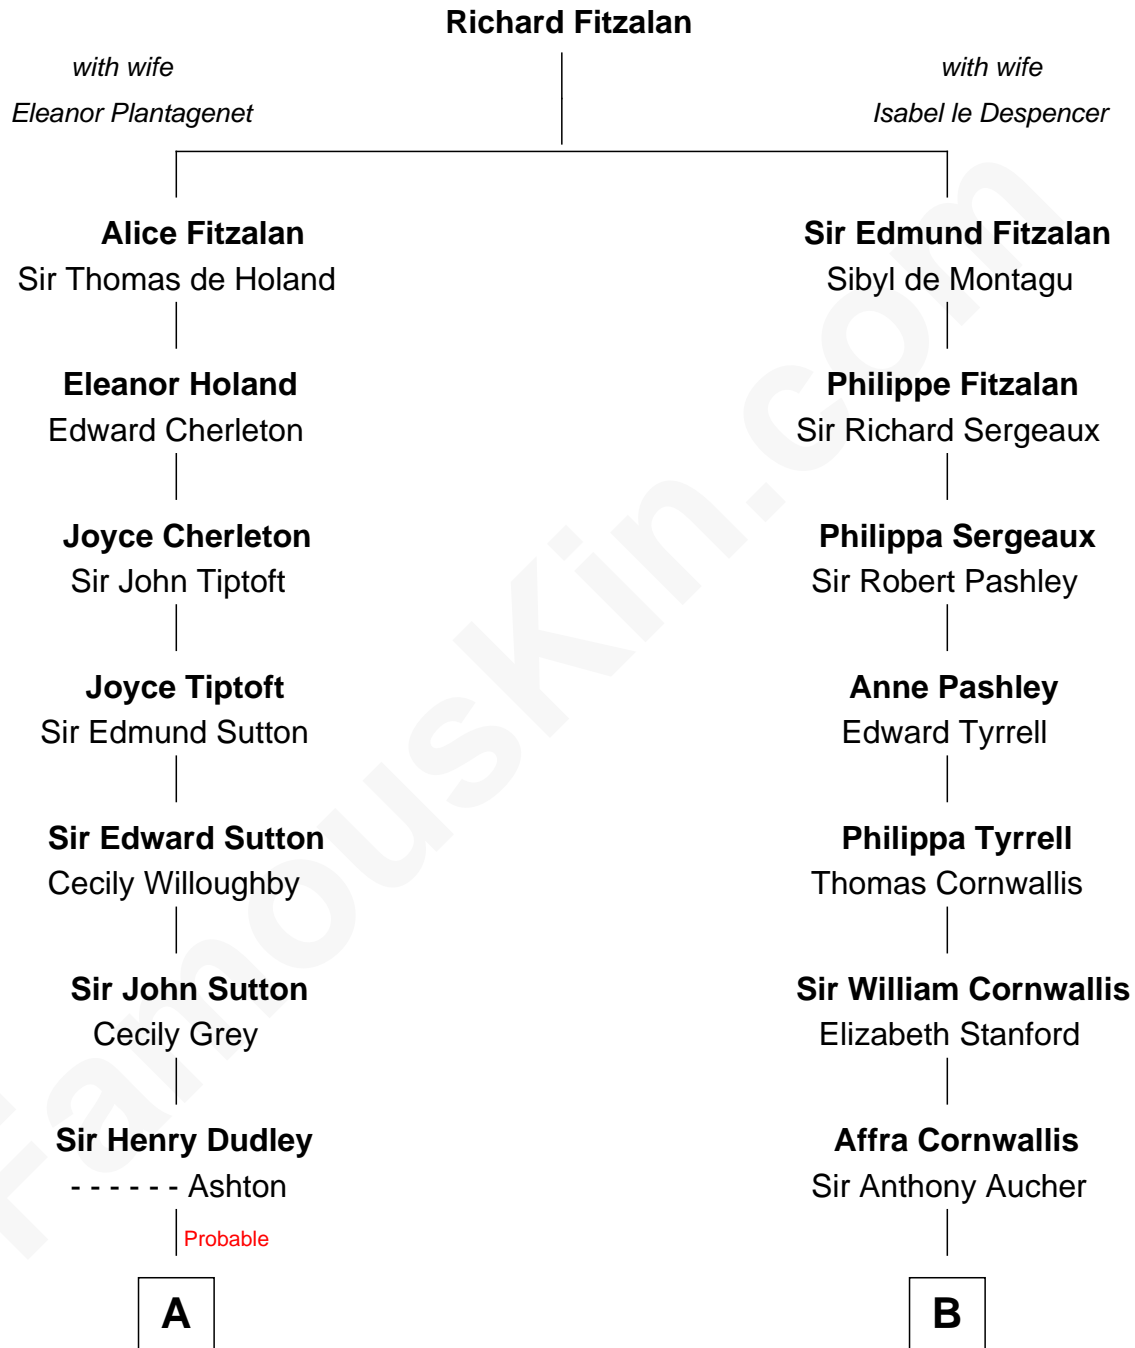 Richard Fitzalan
with wife
Eleanor Plantagenet
with wife
Isabel le Despencer
Alice Fitzalan
Sir Thomas de Holand
Sir Edmund Fitzalan
Sibyl de Montagu
Eleanor Holand
Edward Cherleton
Philippe Fitzalan
Sir Richard Sergeaux
Joyce Cherleton
Sir John Tiptoft
Philippa Sergeaux
Sir Robert Pashley
Joyce Tiptoft
Sir Edmund Sutton
Anne Pashley
Edward Tyrrell
Sir Edward Sutton
Cecily Willoughby
Philippa Tyrrell
Thomas Cornwallis
Sir John Sutton
Cecily Grey
Sir William Cornwallis
Elizabeth Stanford
Sir Henry Dudley
- - - - - - Ashton
Affra Cornwallis
Sir Anthony Aucher
Probable
A
B
FamousKin.com